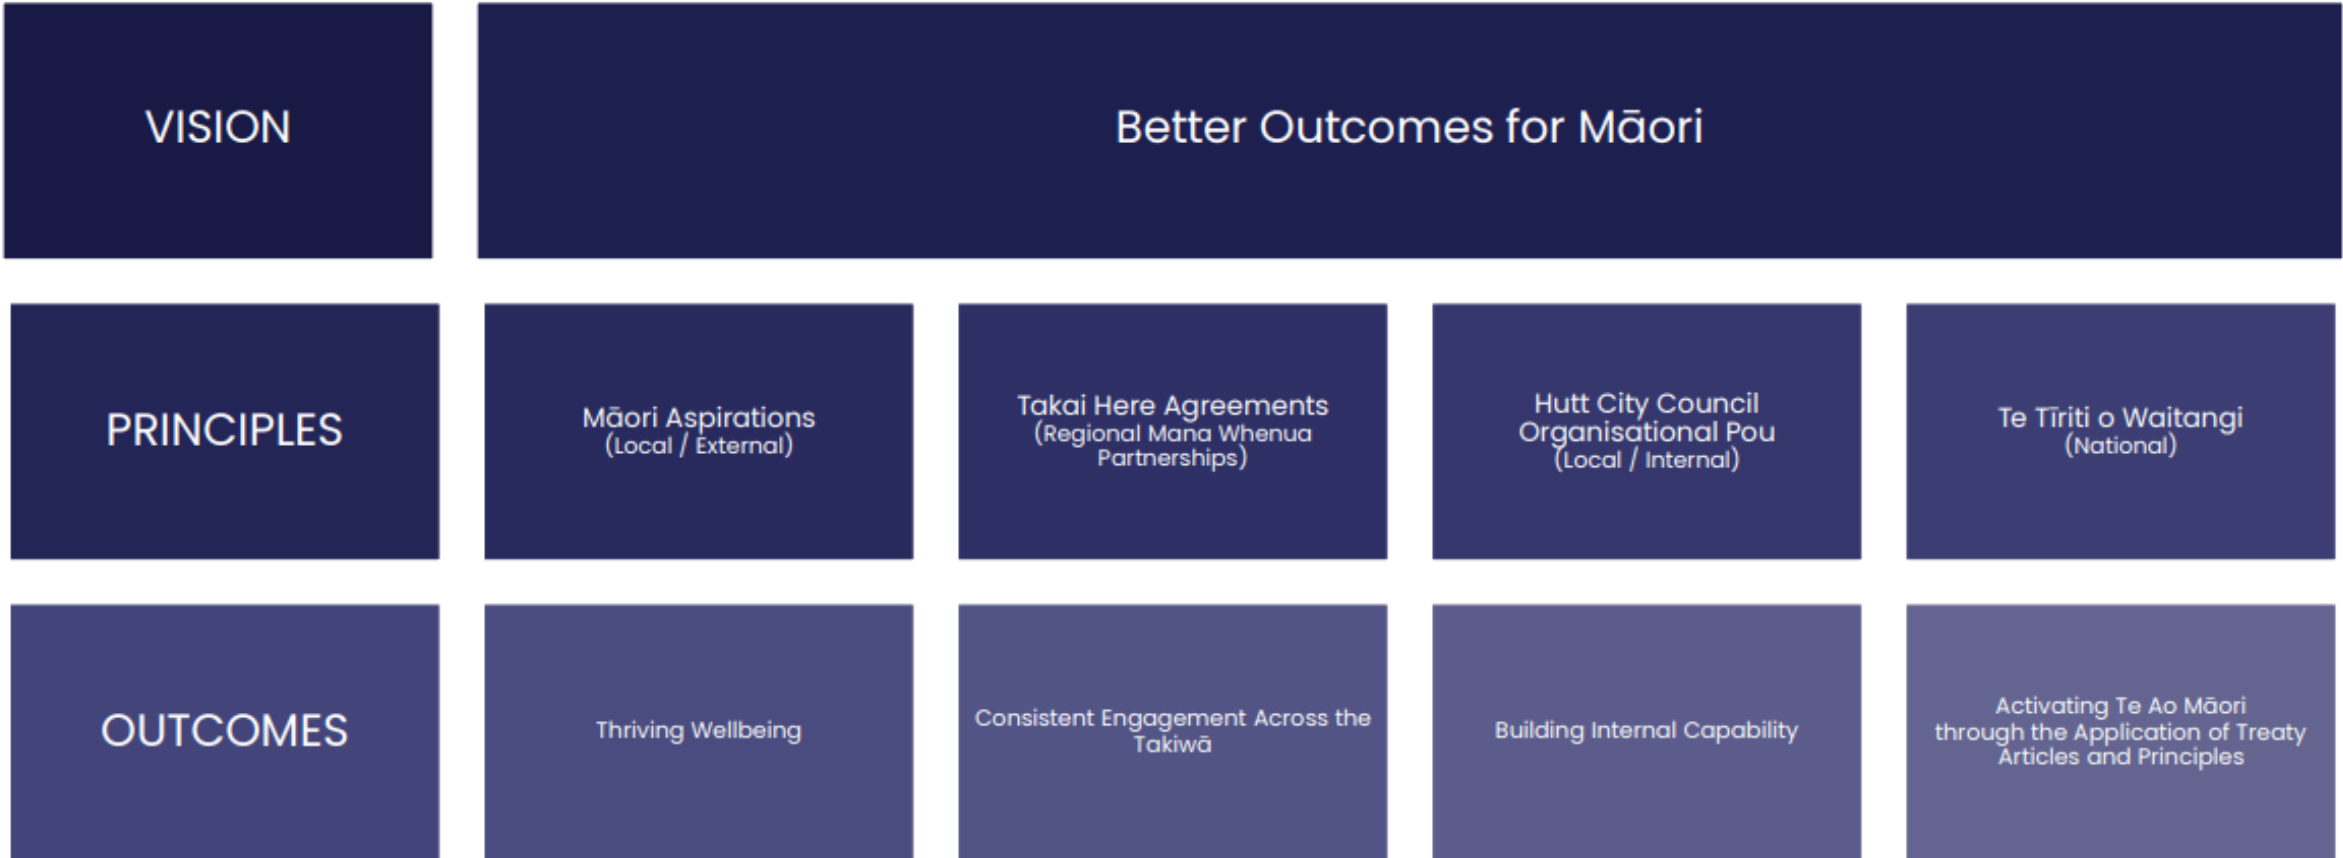 VISION
Better Outcomes for Māori
PRINCIPLES
Māori Aspirations
(Local / External)
Takai Here Agreements
(Regional Mana Whenua
Partnerships)
Hutt City Council
Organisational Pou
(Local / Internal)
Te Tīriti o Waitangi
(National)
OUTCOMES
Thriving Wellbeing
Consistent Engagement Across the
Takiwā
Building Internal Capability
Activating Te Ao Māori
through the Application of Treaty
Articles and Principles